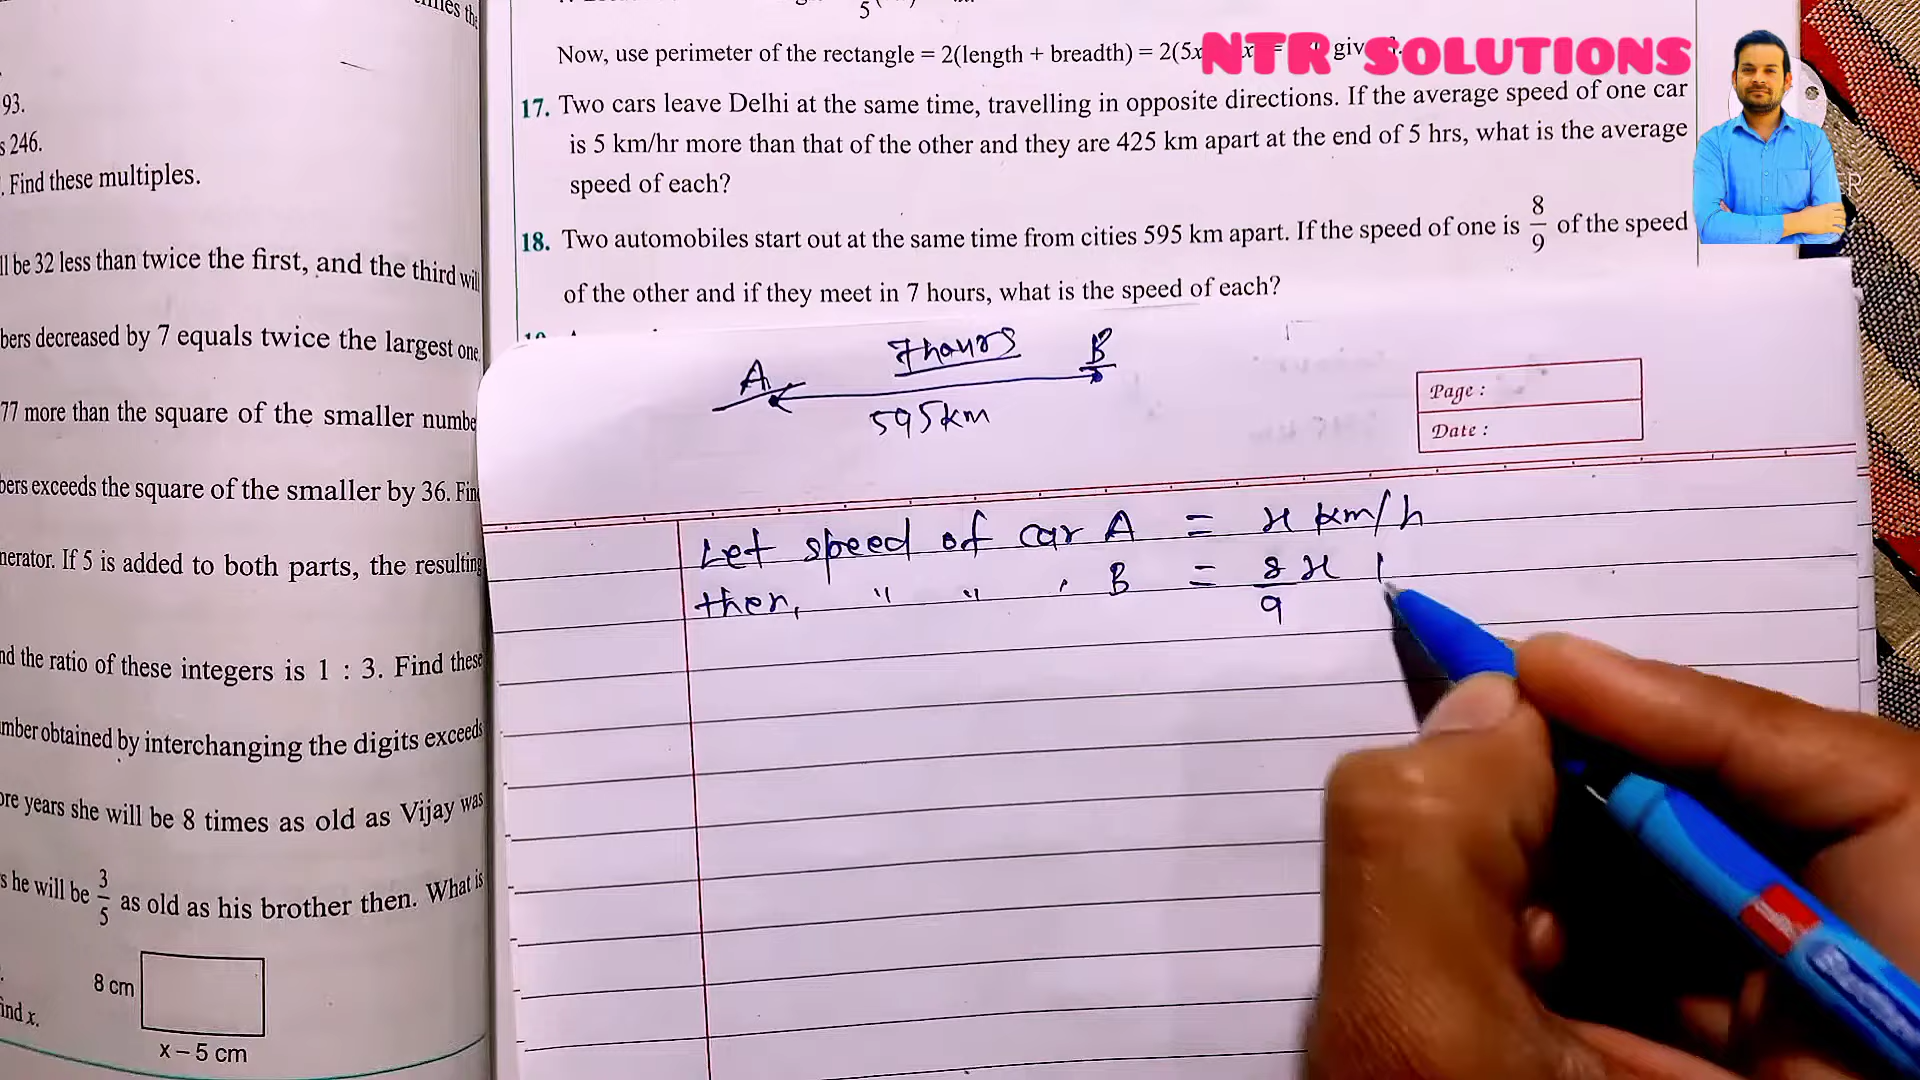 93.
s 246.
. Find these multiples.
ll be 32 less than twice the first, and the third wil
bers decreased by 7 equals twice the largest one.
77 more than the square of the smaller numbe
bers exceeds the square of the smaller by 36. Fin
nerator. If 5 is added to both parts, the resulting
nd the ratio of these integers is 1 : 3. Find these
mber obtained by interchanging the digits exceeds
ore years she will be 8 times as old as Vijay was
s he will be 3/5 as old as his brother then. What is
8 cm
ind x.
x – 5 cm
5
Now, use perimeter of the rectangle = 2(length + breadth) = 2(5x
NTR SOLUTIONS
17. Two cars leave Delhi at the same time, travelling in opposite directions. If the average speed of one car
is 5 km/hr more than that of the other and they are 425 km apart at the end of 5 hrs, what is the average
speed of each?
18. Two automobiles start out at the same time from cities 595 km apart. If the speed of one is 8/9 of the speed
of the other and if they meet in 7 hours, what is the speed of each?
A 7 hours B
595 km
Page :
Date :
Let speed of car A = x km/h
then, " " , B = 8/9 x